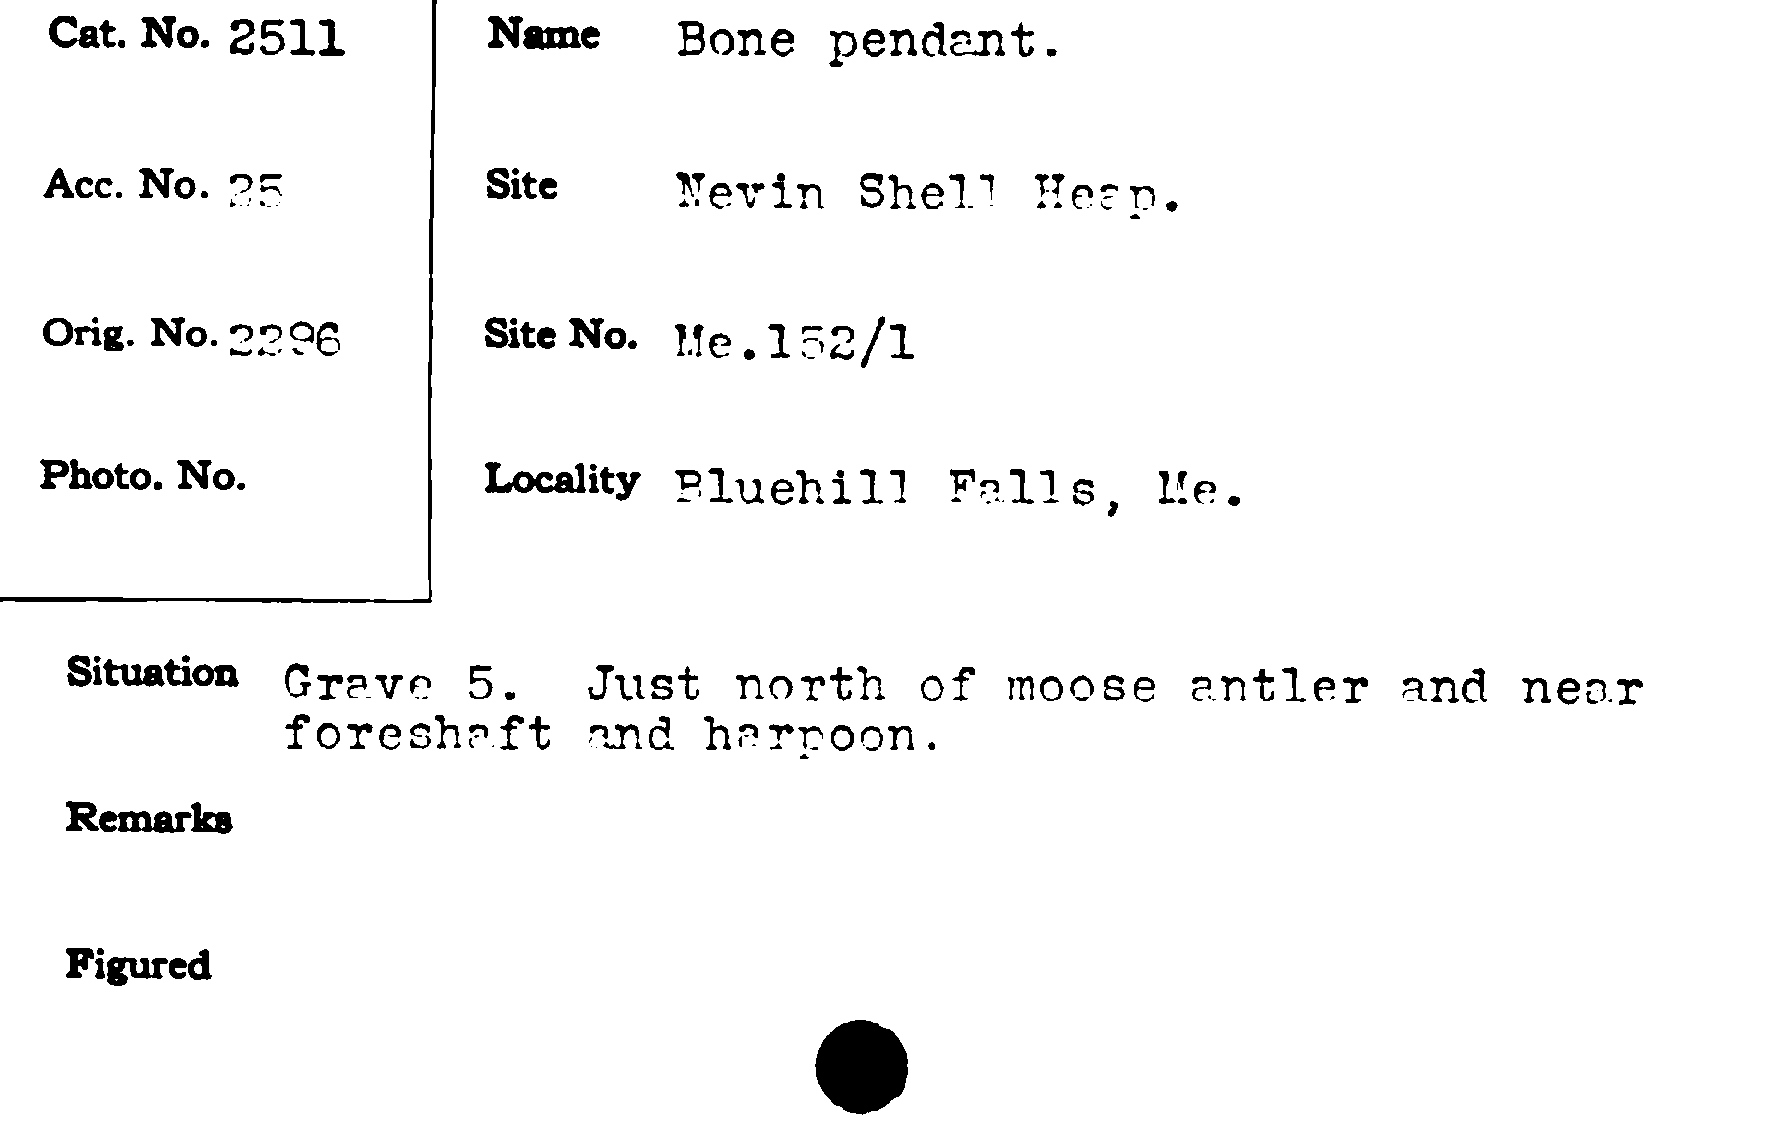 Cat. No. 2511
Name Bone pendant.
Acc. No. 25
Site Nevin Shell Heap.
Orig. No. 2296
Site No. Me.152/1
Photo. No.
Locality Bluehill Falls, Me.
Situation Grave 5. Just north of moose antler and near
foreshaft and harpoon.
Remarks
Figured